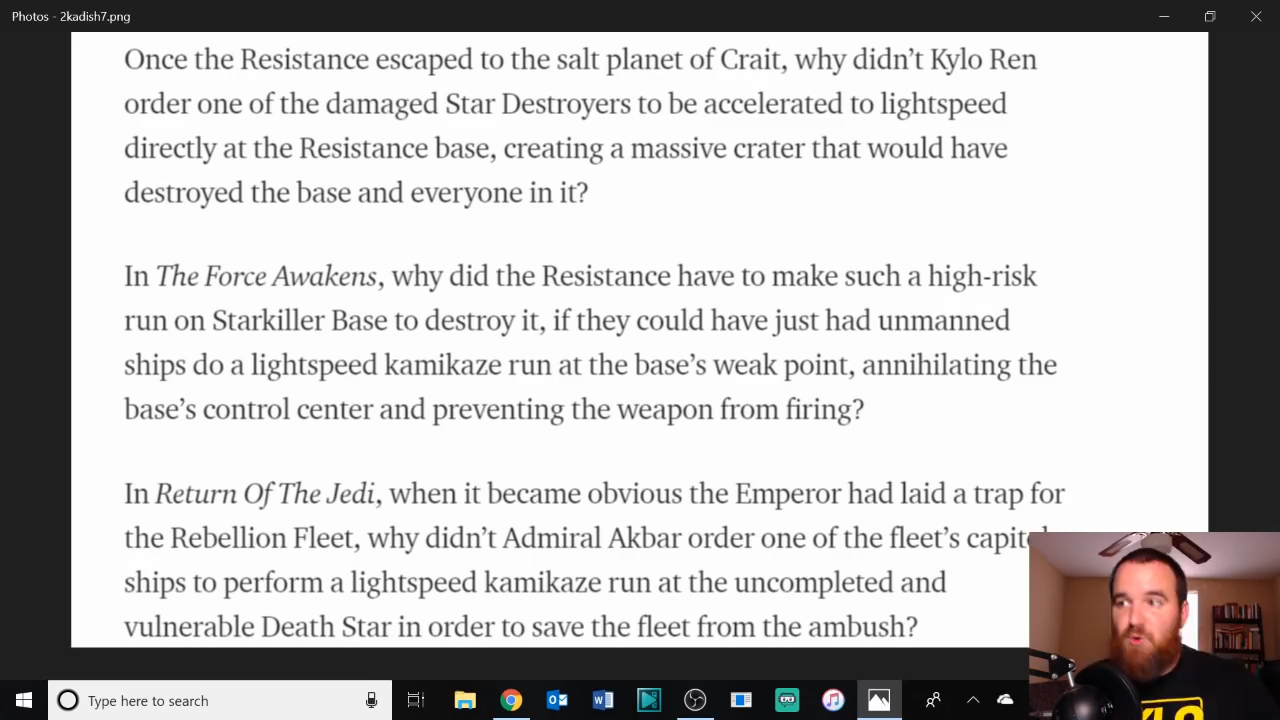 Photos - 2kadish7.png
Once the Resistance escaped to the salt planet of Crait, why didn’t Kylo Ren
order one of the damaged Star Destroyers to be accelerated to lightspeed
directly at the Resistance base, creating a massive crater that would have
destroyed the base and everyone in it?
In The Force Awakens, why did the Resistance have to make such a high-risk
run on Starkiller Base to destroy it, if they could have just had unmanned
ships do a lightspeed kamikaze run at the base’s weak point, annihilating the
base’s control center and preventing the weapon from firing?
In Return Of The Jedi, when it became obvious the Emperor had laid a trap for
the Rebellion Fleet, why didn’t Admiral Akbar order one of the fleet’s
ships to perform a lightspeed kamikaze run at the uncompleted and
vulnerable Death Star in order to save the fleet from the ambush?
Type here to search